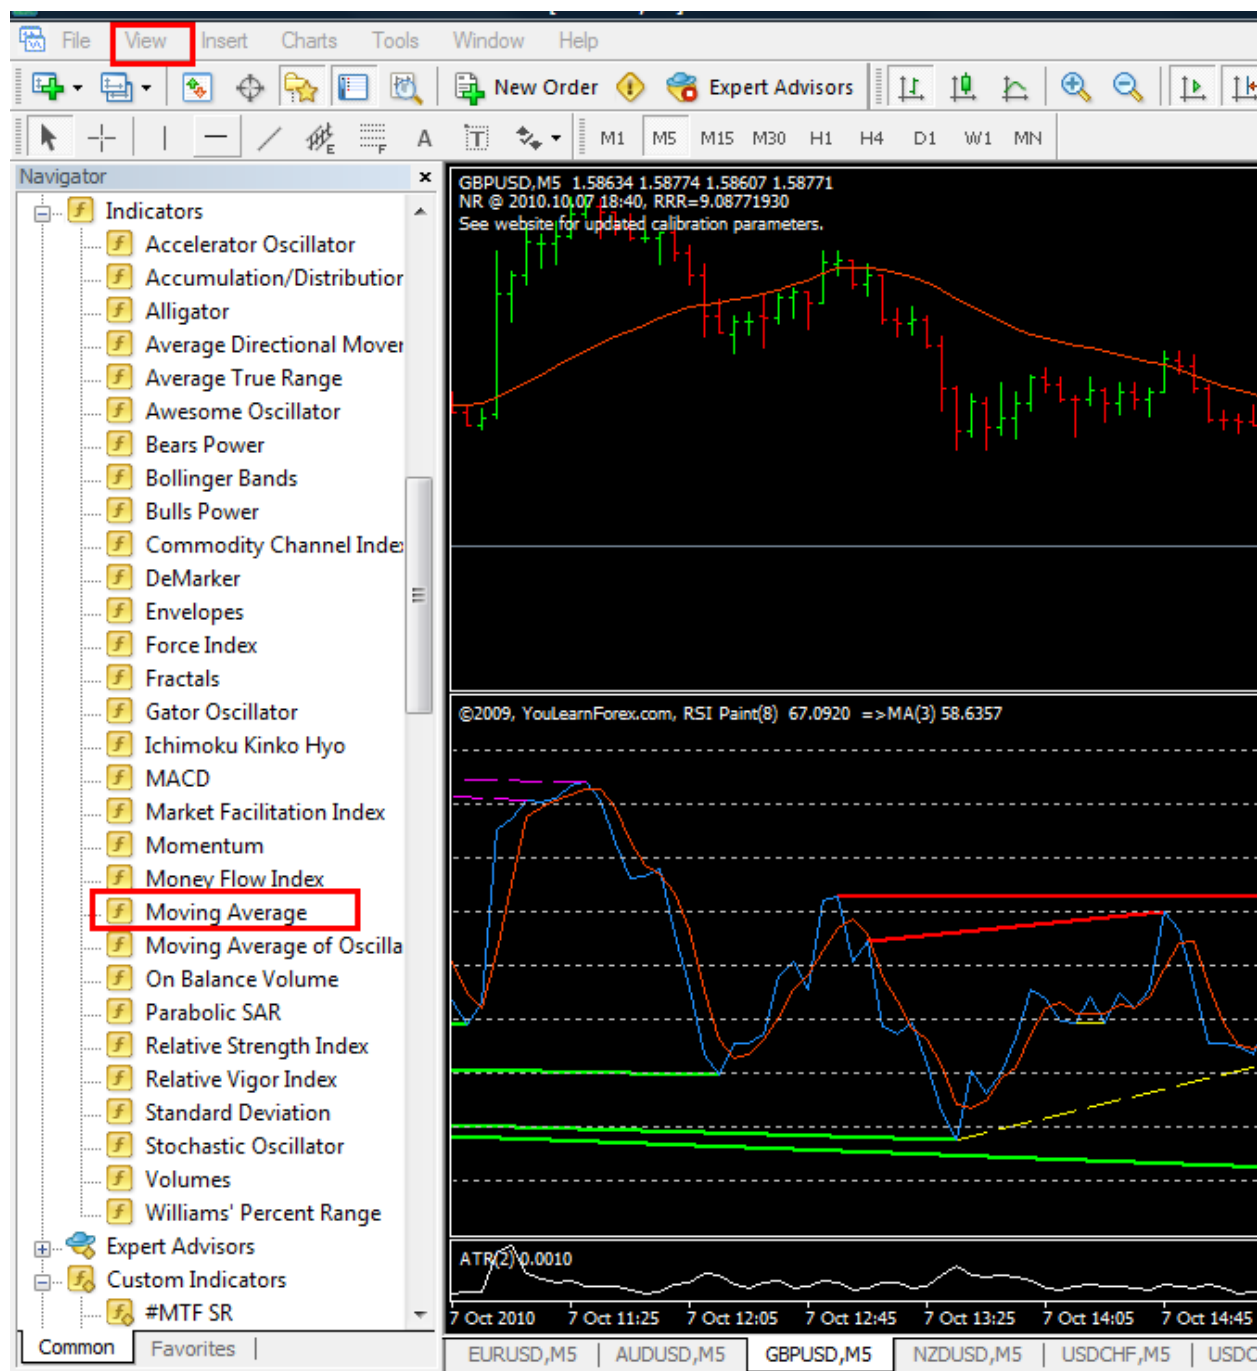 File View Insert Charts Tools Window Help
New Order Expert Advisors
E F A T M1 M5 M15 M30 H1 H4 D1 W1 MN
Navigator
Indicators
Accelerator Oscillator
Accumulation/Distribution
Alligator
Average Directional Mover
Average True Range
Awesome Oscillator
Bears Power
Bollinger Bands
Bulls Power
Commodity Channel Index
DeMarker
Envelopes
Force Index
Fractals
Gator Oscillator
Ichimoku Kinko Hyo
MACD
Market Facilitation Index
Momentum
Money Flow Index
Moving Average
Moving Average of Oscilla
On Balance Volume
Parabolic SAR
Relative Strength Index
Relative Vigor Index
Standard Deviation
Stochastic Oscillator
Volumes
Williams' Percent Range
Expert Advisors
Custom Indicators
#MTF SR
Common Favorites
GBPUSD,M5 1.58634 1.58774 1.58607 1.58771
NR @ 2010.10.07 18:40, RRR=9.08771930
See website for updated calibration parameters.
©2009, YouLearnForex.com, RSI Paint(8) 67.0920 =>MA(3) 58.6357
ATR(2) 0.0010
7 Oct 2010 7 Oct 11:25 7 Oct 12:05 7 Oct 12:45 7 Oct 13:25 7 Oct 14:05 7 Oct 14:45
EURUSD,M5 AUDUSD,M5 GBPUSD,M5 NZDUSD,M5 USDCHF,M5 USDC